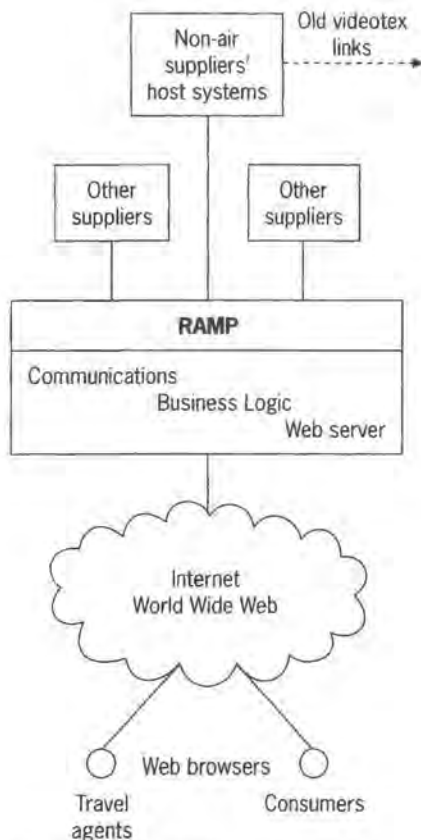 Old videotex
links
Non-air
suppliers'
host systems
Other
suppliers
Other
suppliers
RAMP
Communications
Business Logic
Web server
Internet
World Wide Web
Web browsers
Travel
agents
Consumers